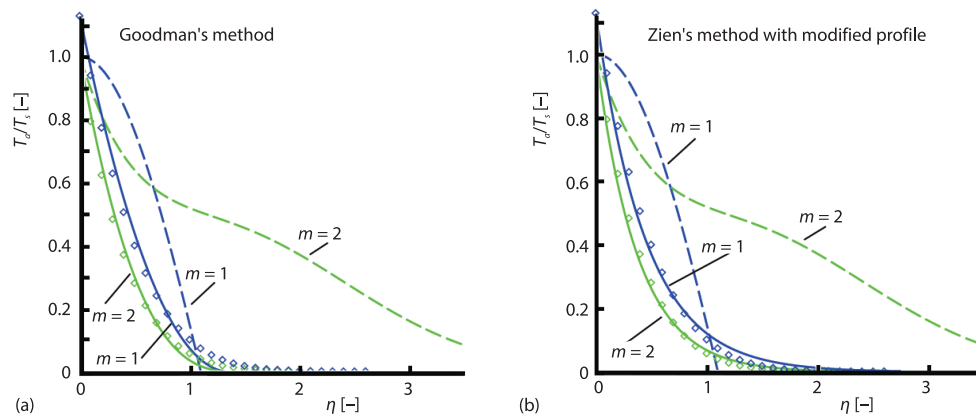 Goodman's method
T_a/T_s [–]
1.0
0.8
0.6
0.4
0.2
0
m = 2
m = 1
m = 2
m = 1
0
1
2
3
(a)
η [–]
Zien's method with modified profile
T_a/T_s [–]
1.0
0.8
0.6
0.4
0.2
0
m = 1
m = 2
m = 1
m = 2
0
1
2
3
(b)
η [–]